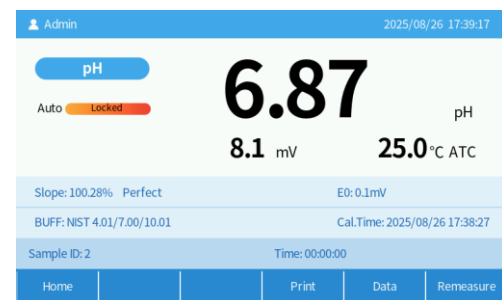 Admin 2025/08/26 17:39:17
pH
Auto Locked
6.87 pH
8.1 mV 25.0 °C ATC
Slope: 100.28% Perfect E0: 0.1mV
BUFF: NIST 4.01/7.00/10.01 Cal.Time: 2025/08/26 17:38:27
Sample ID: 2 Time: 00:00:00
Home Print Data Remeasure